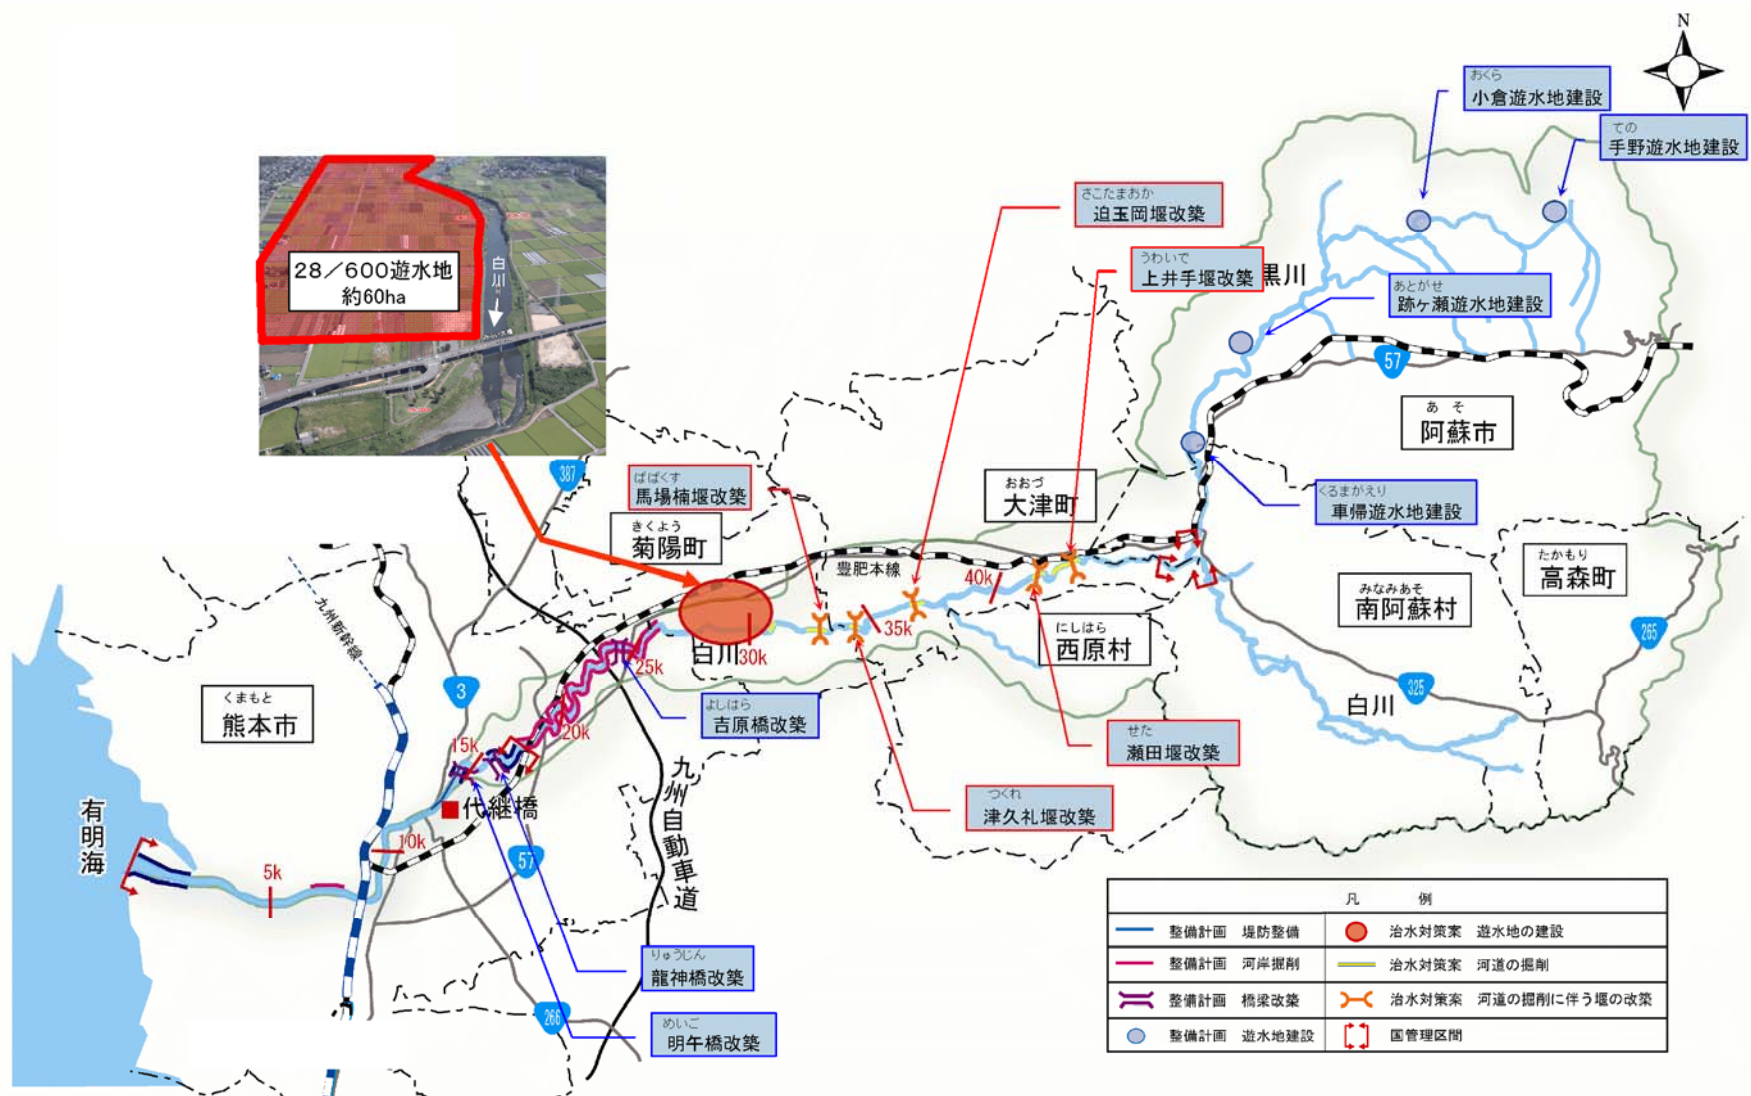 N
おぐら
小倉遊水地建設
ての
手野遊水地建設
さこたまおか
迫玉岡堰改築
うわいで
上井手堰改築
黒川
あとがせ
跡ヶ瀬遊水地建設
28/600遊水地
約60ha
白川
57
あ そ
阿蘇市
387
ばばくす
馬場楠堰改築
きくよう
菊陽町
おおづ
大津町
くるまがえり
車帰遊水地建設
豊肥本線
40k
たかもり
高森町
みなみあそ
南阿蘇村
にしはら
西原村
九州新幹線
35k
白川
30k
25k
265
325
白川
くまもと
熊本市
3
よしはら
吉原橋改築
20k
15k
せた
瀬田堰改築
つくれ
津久礼堰改築
代継橋
九州自動車道
有明海
10k
57
5k
りゅうじん
龍神橋改築
266
めいご
明午橋改築
凡 例
整備計画 堤防整備
治水対策案 遊水地の建設
整備計画 河岸掘削
治水対策案 河道の掘削
整備計画 橋梁改築
治水対策案 河道の掘削に伴う堰の改築
整備計画 遊水地建設
国管理区間